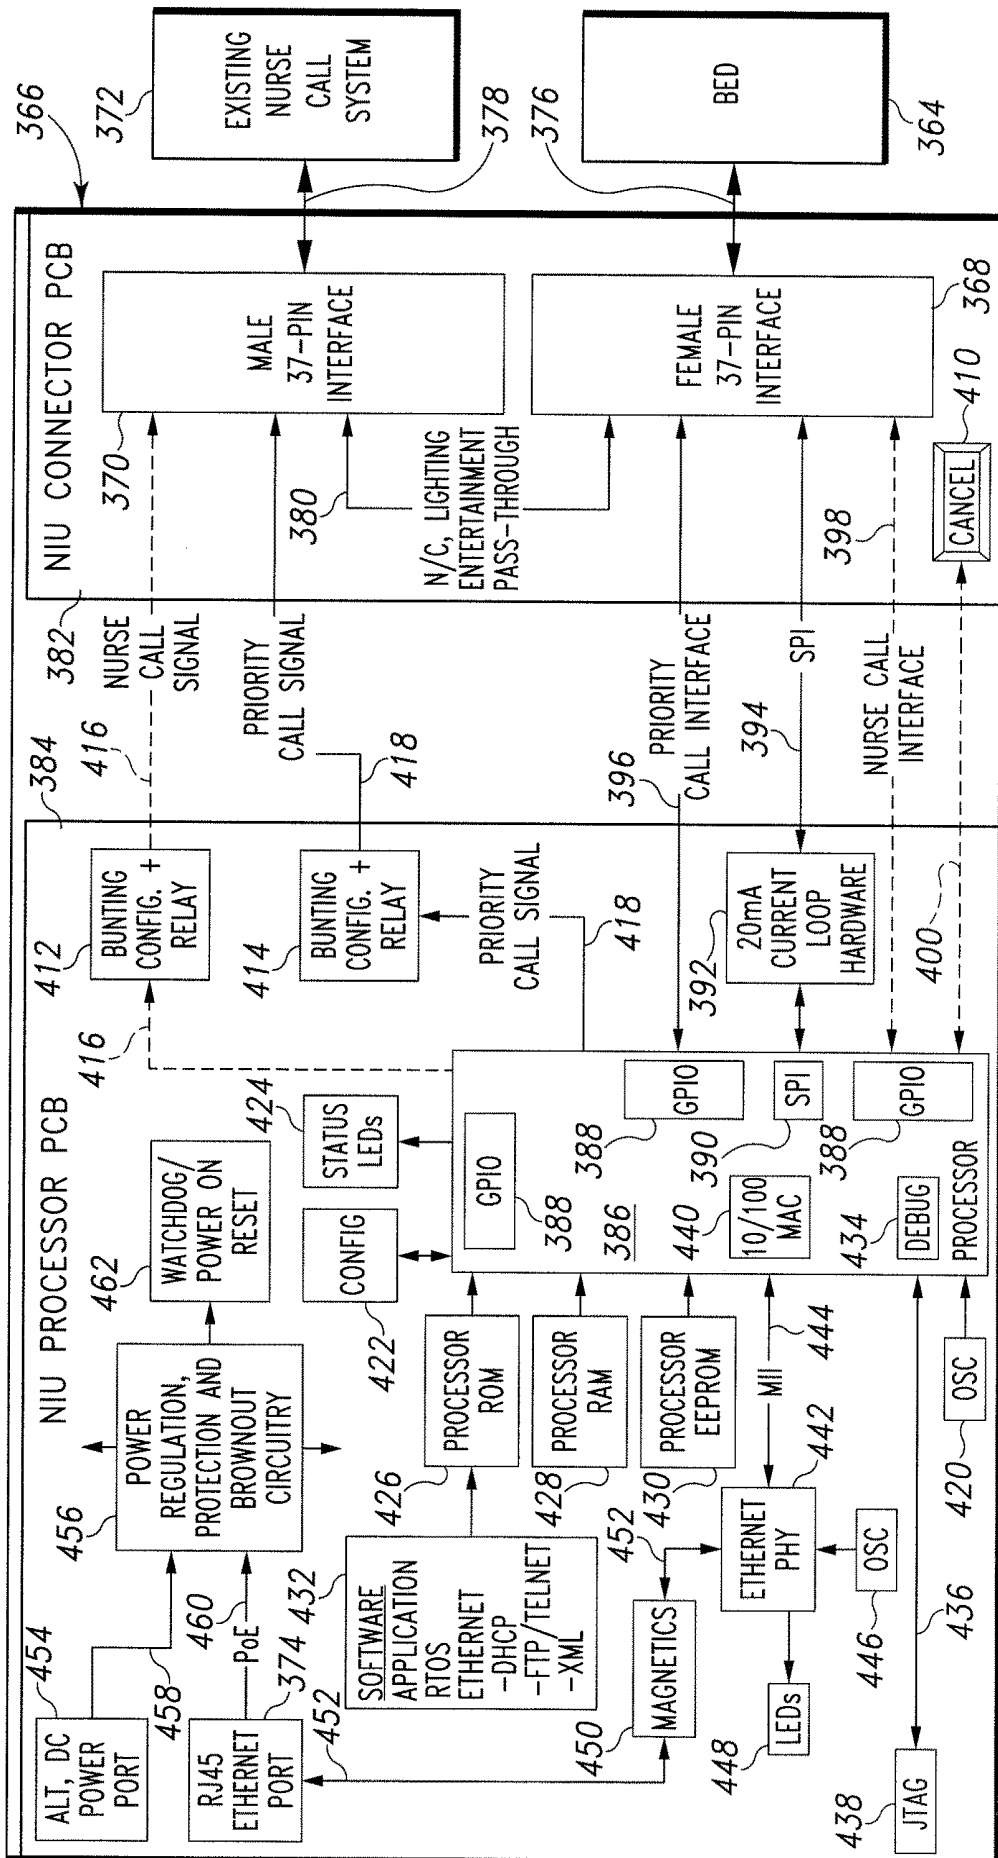 366
NIU CONNECTOR PCB
372
EXISTING
NURSE
CALL
SYSTEM
378
BED
376
364
370
MALE
37-PIN
INTERFACE
380
N/C, LIGHTING
ENTERTAINMENT
PASS-THROUGH
FEMALE
37-PIN
INTERFACE
368
CANCEL
410
398
382
NURSE
CALL
SIGNAL
416
PRIORITY
CALL SIGNAL
418
PRIORITY
CALL INTERFACE
396
SPI
394
NURSE CALL
INTERFACE
400
384
NIU PROCESSOR PCB
412
BUNTING
CONFIG. +
RELAY
414
BUNTING
CONFIG. +
RELAY
416
PRIORITY
CALL SIGNAL
418
392
20mA
CURRENT
LOOP
HARDWARE
462
WATCHDOG/
POWER ON
RESET
424
STATUS
LEDs
422
CONFIG
GPIO
388
GPIO
388
386
SPI
390
GPIO
388
440
10/100
MAC
434
DEBUG
PROCESSOR
456
POWER
REGULATION,
PROTECTION AND
BROWNOUT
CIRCUITRY
426
PROCESSOR
ROM
428
PROCESSOR
RAM
430
PROCESSOR
EEPROM
MII
444
442
ETHERNET
PHY
OSC
420
454
ALT, DC
POWER
PORT
458
460
PoE
374
RJ45
ETHERNET
PORT
452
432
SOFTWARE
APPLICATION
RTOS
ETHERNET
-DHCP
-FTP/TELNET
-XML
452
450
MAGNETICS
448
LEDs
446
OSC
436
438
JTAG